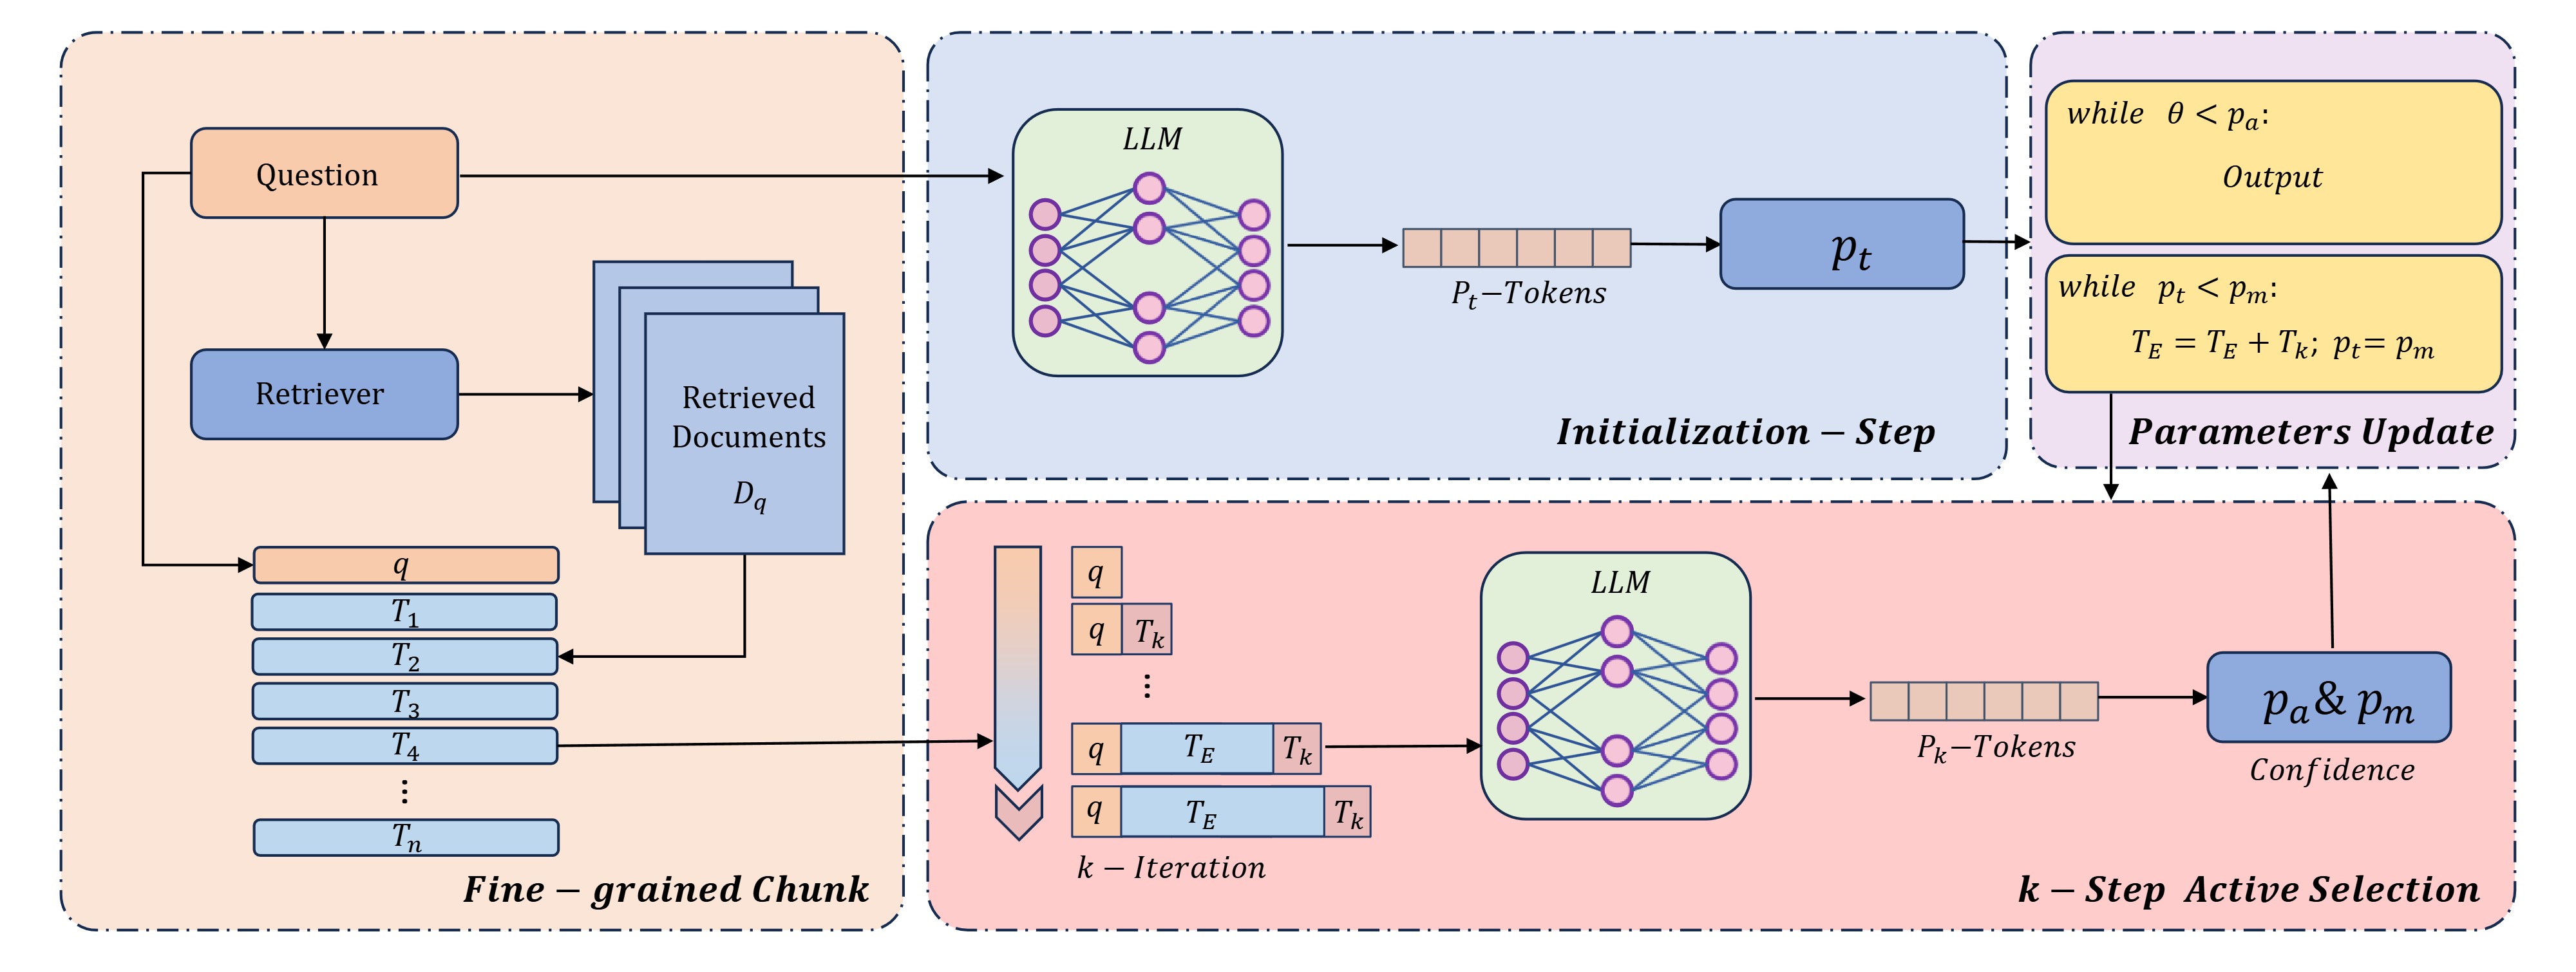 Question
Retriever
Retrieved
Documents
D_q
q
T_1
T_2
T_3
T_4
⋮
T_n
Fine − grained Chunk
LLM
P_t−Tokens
p_t
Initialization − Step
while θ < p_a:
Output
while p_t < p_m:
T_E = T_E + T_k; p_t= p_m
Parameters Update
q
q T_k
⋮
q T_E T_k
q T_E T_k
k − Iteration
LLM
P_k−Tokens
p_a & p_m
Confidence
k − Step Active Selection